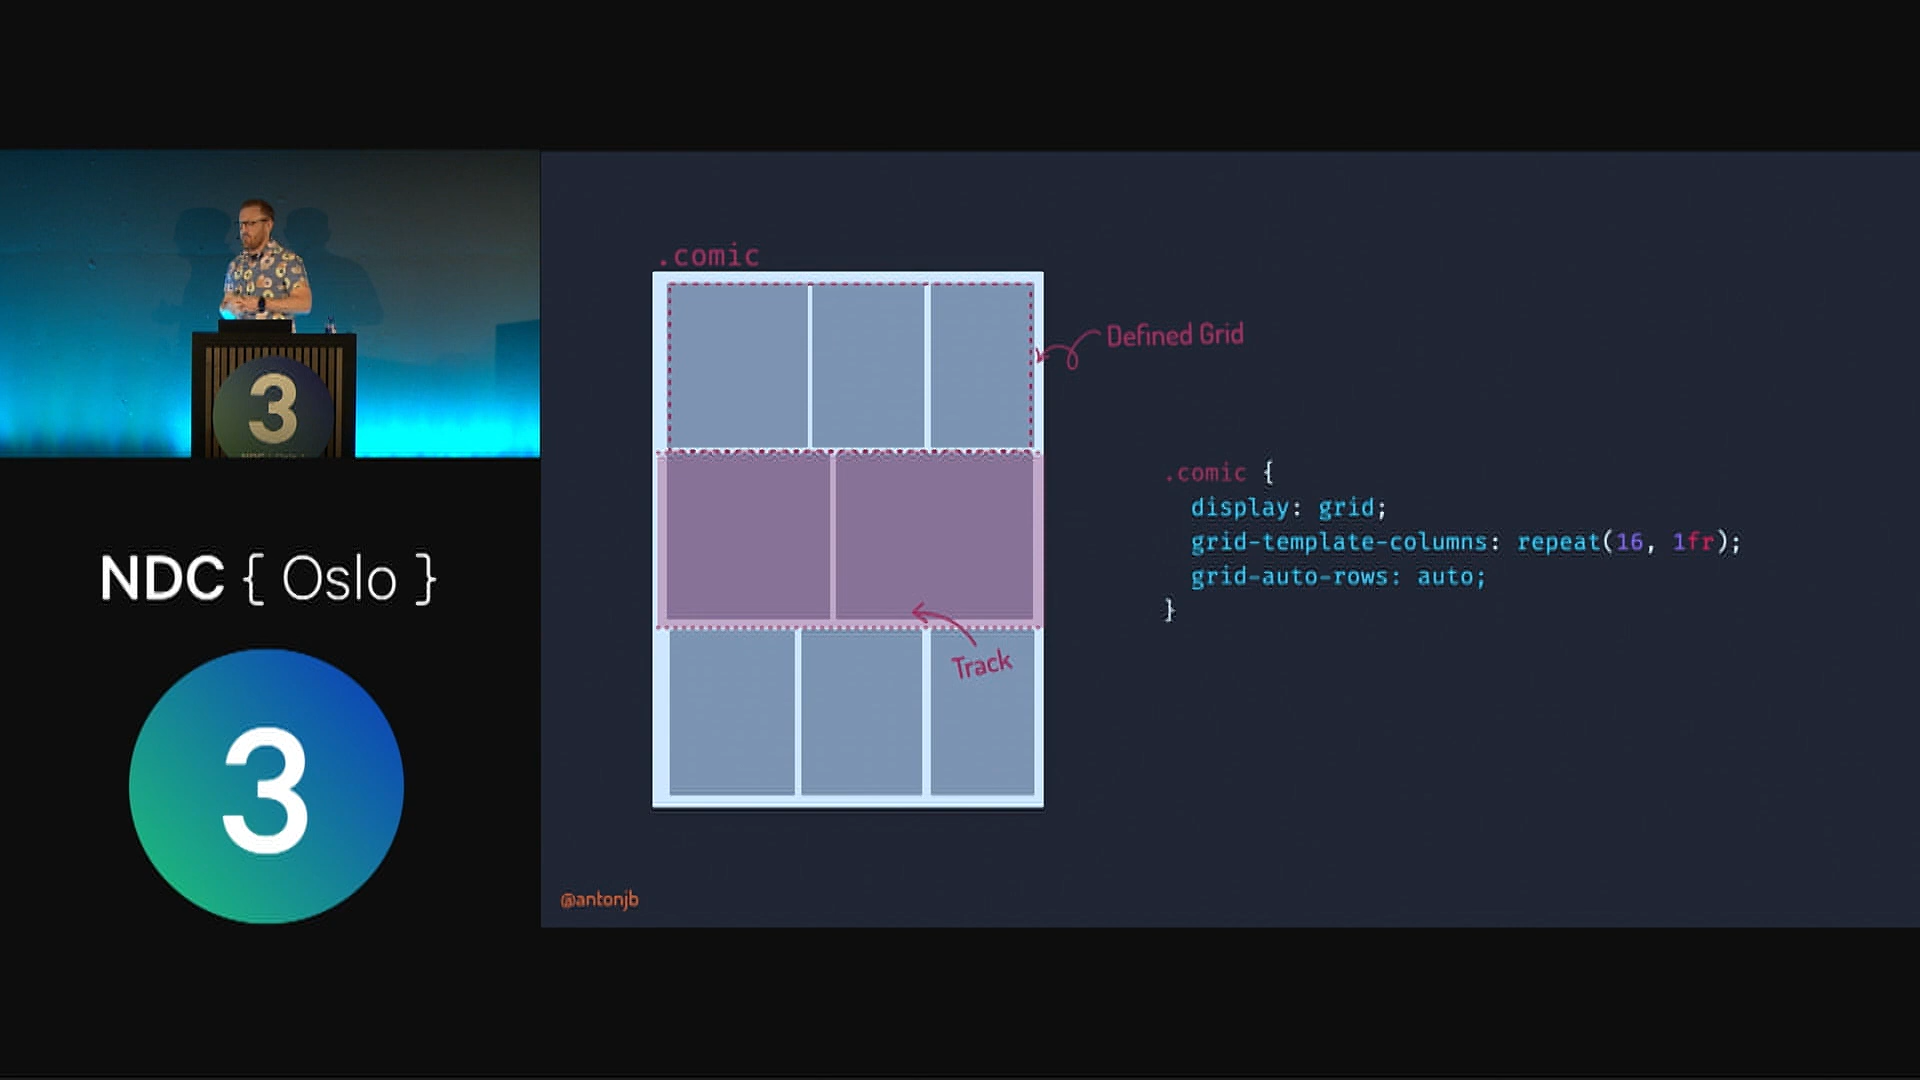 3
NDC { Oslo }
3
.comic
Defined Grid
Track
.comic {
display: grid;
grid-template-columns: repeat(16, 1fr);
grid-auto-rows: auto;
}
@antonjb